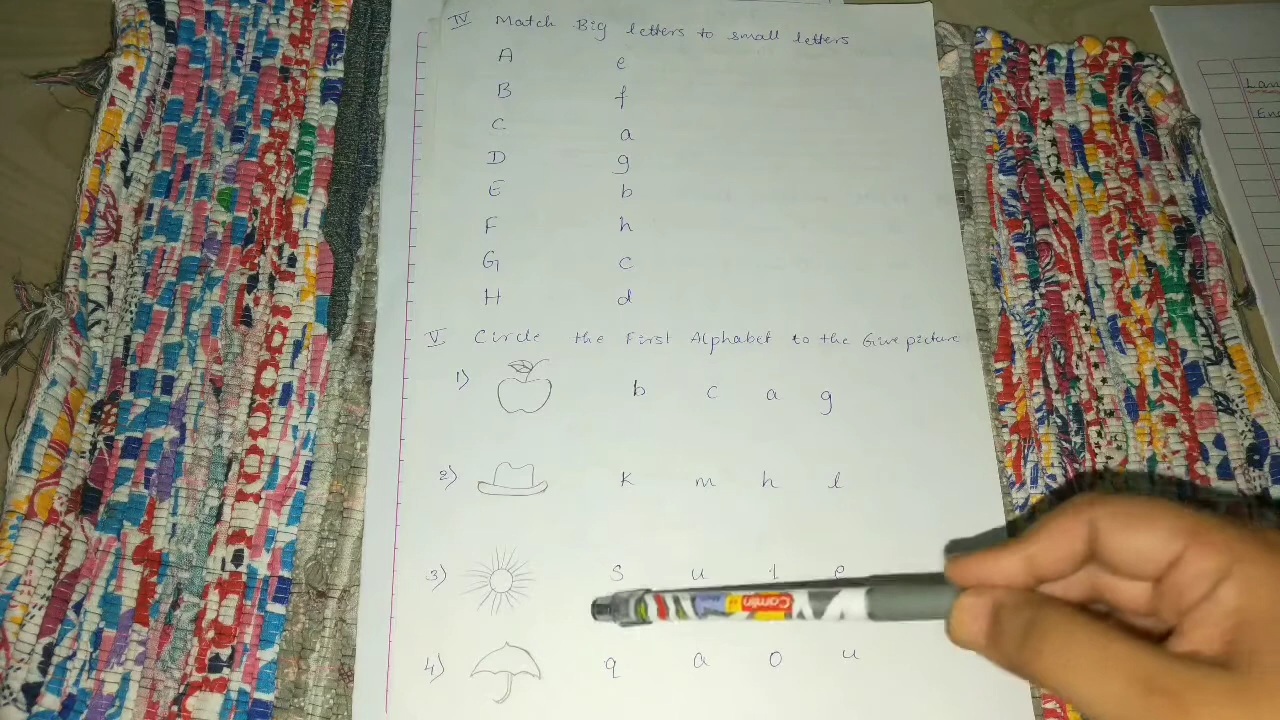 IV Match Big letters to small letters
A e
B f
C a
D g
E b
F h
G c
H d
V Circle the First Alphabet to the Give picture
1) b c a g
2) k m h l
3) s u t e
Camlin
4) q a o u